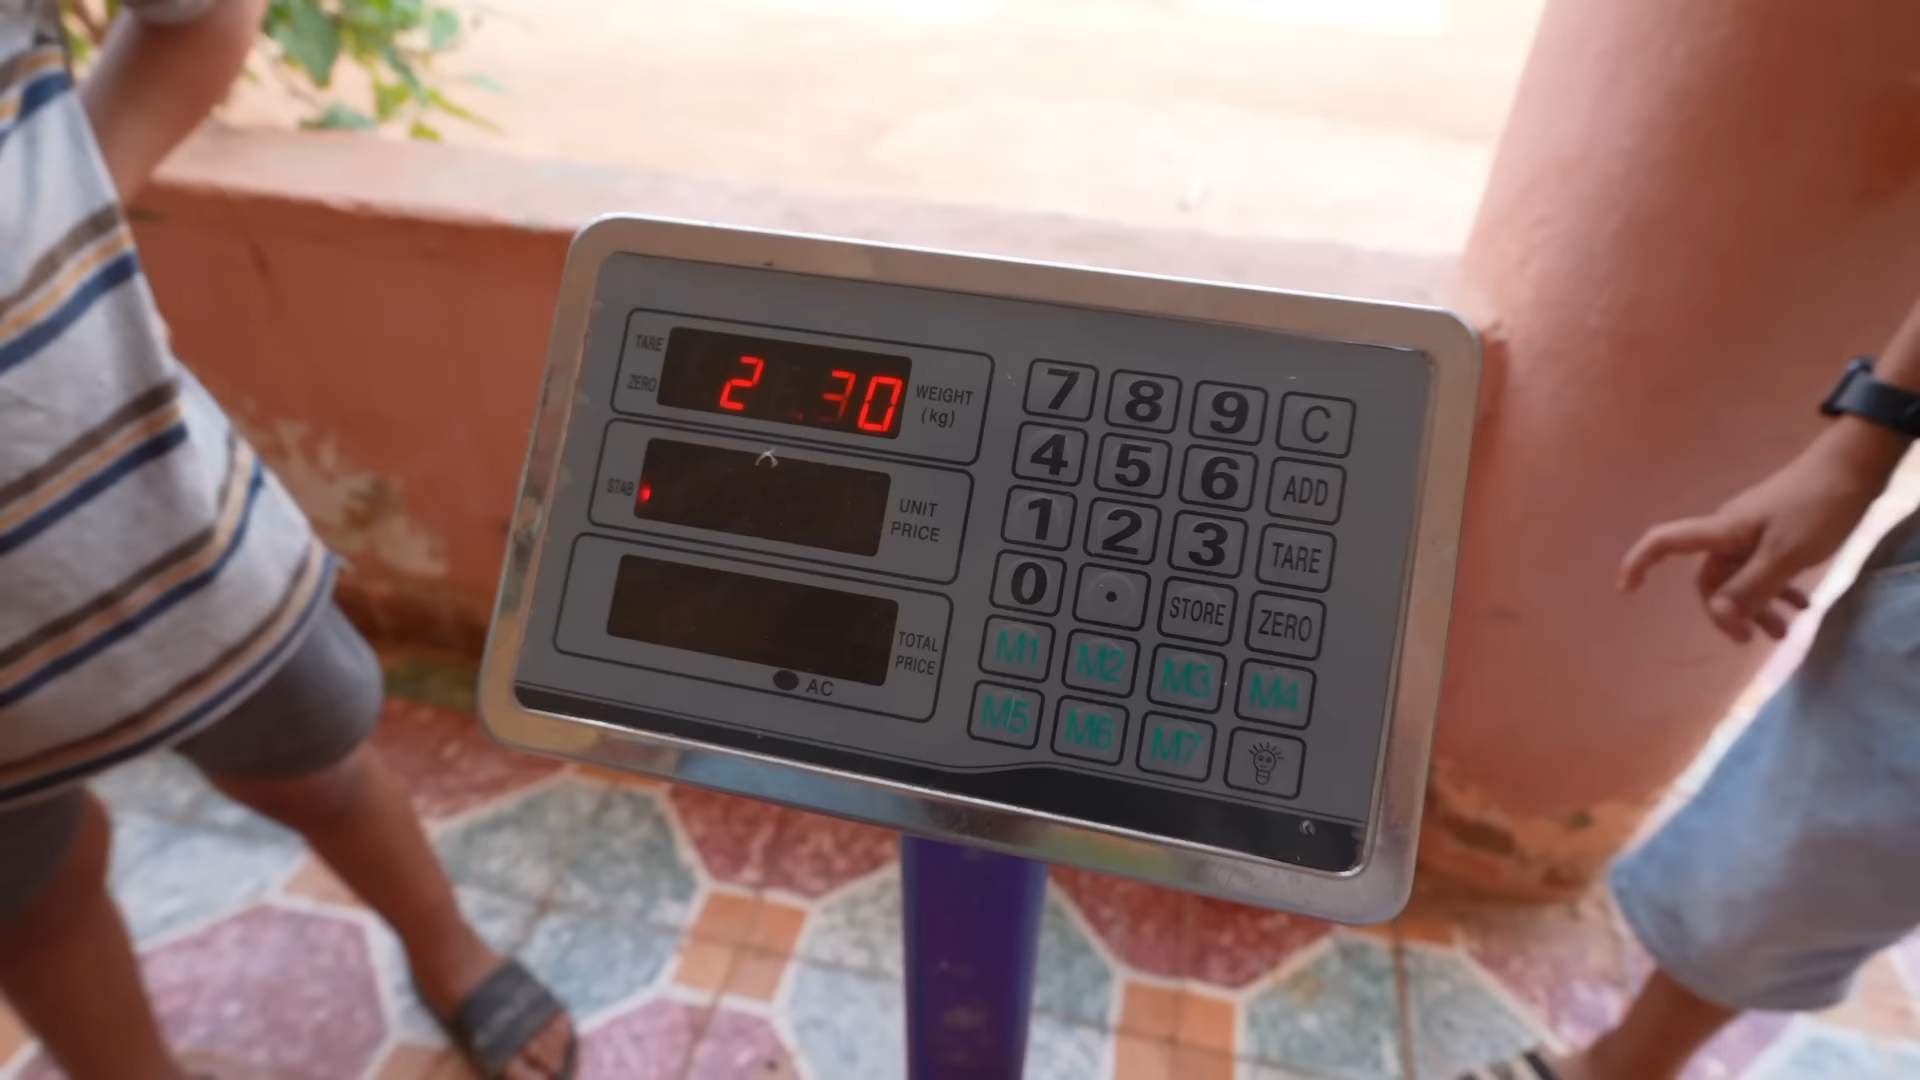 TARE
ZERO
2 .30
WEIGHT
(kg)
STAB
UNIT
PRICE
TOTAL
PRICE
AC
7 8 9 C
4 5 6 ADD
1 2 3 TARE
0 . STORE ZERO
M1 M2 M3 M4
M5 M6 M7